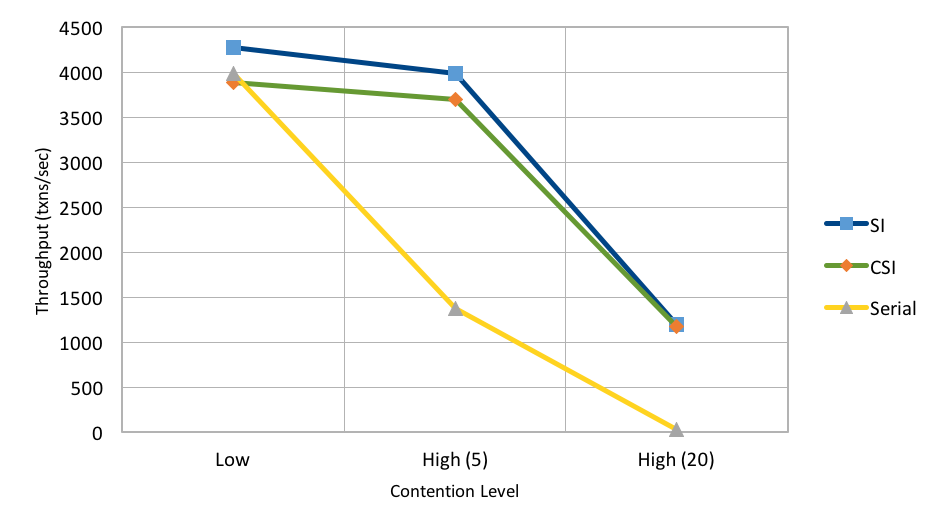 4500
4000
3500
3000
2500
2000
1500
1000
500
0
Throughput (txns/sec)
Low
High (5)
High (20)
Contention Level
SI
CSI
Serial